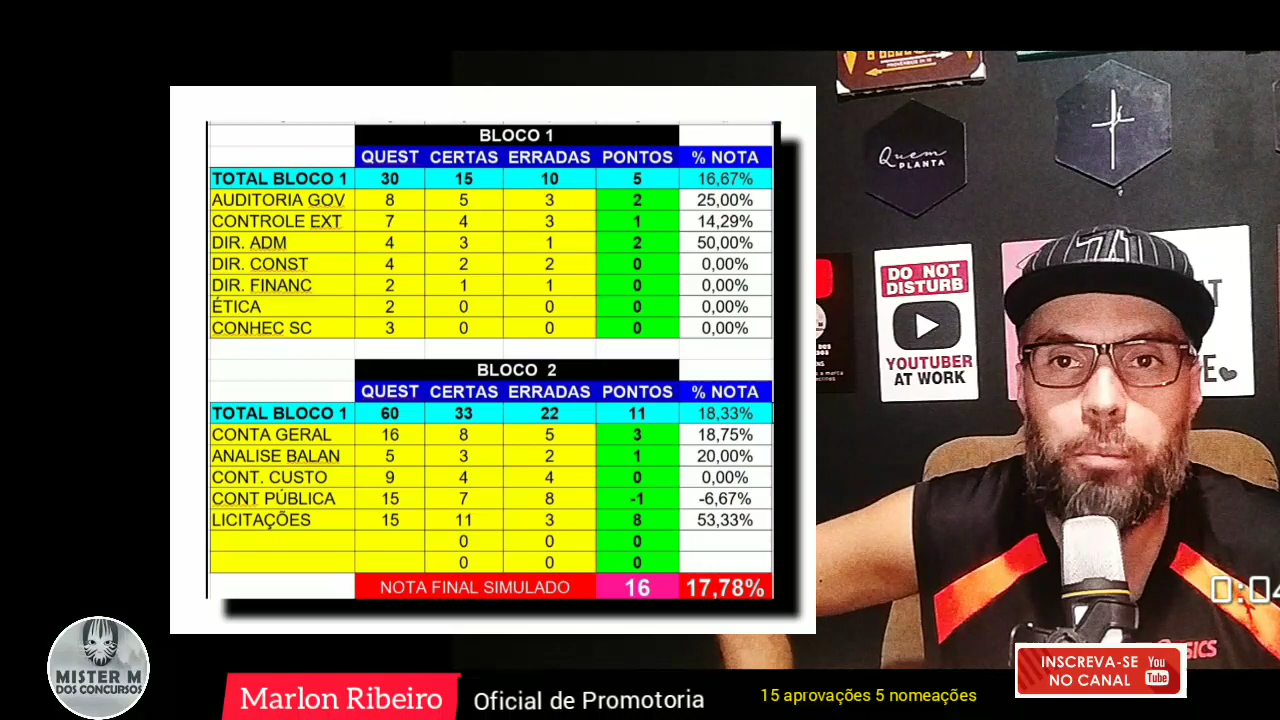 BLOCO 1
QUEST CERTAS ERRADAS PONTOS % NOTA
TOTAL BLOCO 1 30 15 10 5 16,67%
AUDITORIA GOV 8 5 3 2 25,00%
CONTROLE EXT 7 4 3 1 14,29%
DIR. ADM 4 3 1 2 50,00%
DIR. CONST 4 2 2 0 0,00%
DIR. FINANC 2 1 1 0 0,00%
ÉTICA 2 0 0 0 0,00%
CONHEC SC 3 0 0 0 0,00%
BLOCO 2
QUEST CERTAS ERRADAS PONTOS % NOTA
TOTAL BLOCO 1 60 33 22 11 18,33%
CONTA GERAL 16 8 5 3 18,75%
ANALISE BALAN 5 3 2 1 20,00%
CONT. CUSTO 9 4 4 0 0,00%
CONT PÚBLICA 15 7 8 -1 -6,67%
LICITAÇÕES 15 11 3 8 53,33%
0 0 0
0 0 0
NOTA FINAL SIMULADO 16 17,78%
Quem
PLANTA
DO NOT
DISTURB
YOUTUBER
AT WORK
0:04
MISTER M
DOS CONCURSOS
Marlon Ribeiro
Oficial de Promotoria
15 aprovações 5 nomeações
INSCREVA-SE
NO CANAL
You
Tube